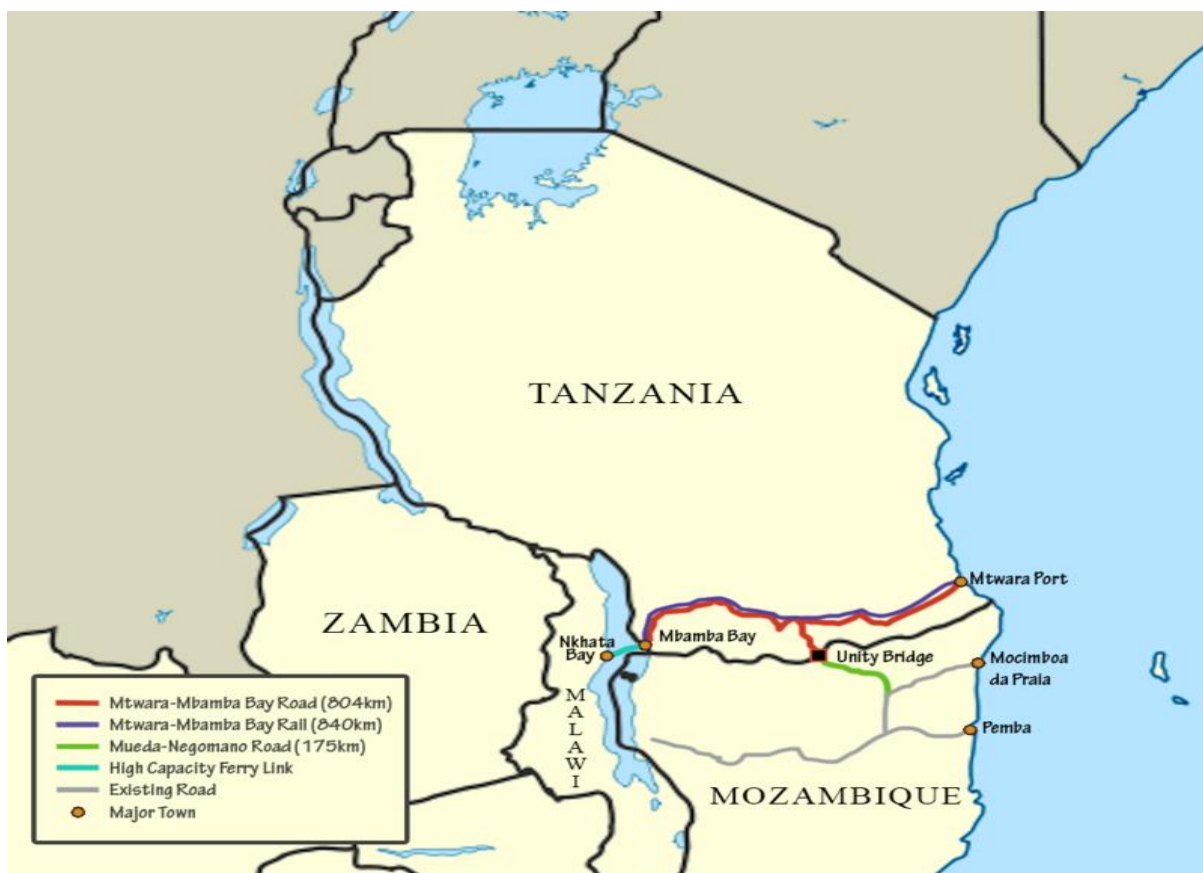 TANZANIA
ZAMBIA
Mtwara Port
Nkhata
Bay
Mbamba Bay
Unity Bridge
Mocimboa
da Praia
Pemba
MALAWI
MOZAMBIQUE
Mtwara-Mbamba Bay Road (804km)
Mtwara-Mbamba Bay Rail (840km)
Mueda-Negomano Road (175km)
High Capacity Ferry Link
Existing Road
Major Town